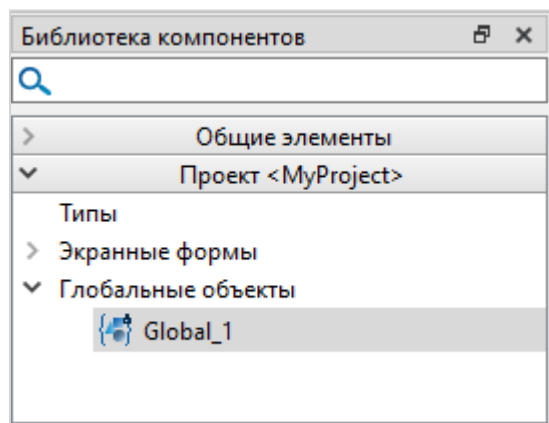 Библиотека компонентов
Общие элементы
Проект <MyProject>
Типы
Экранные формы
Глобальные объекты
Global_1